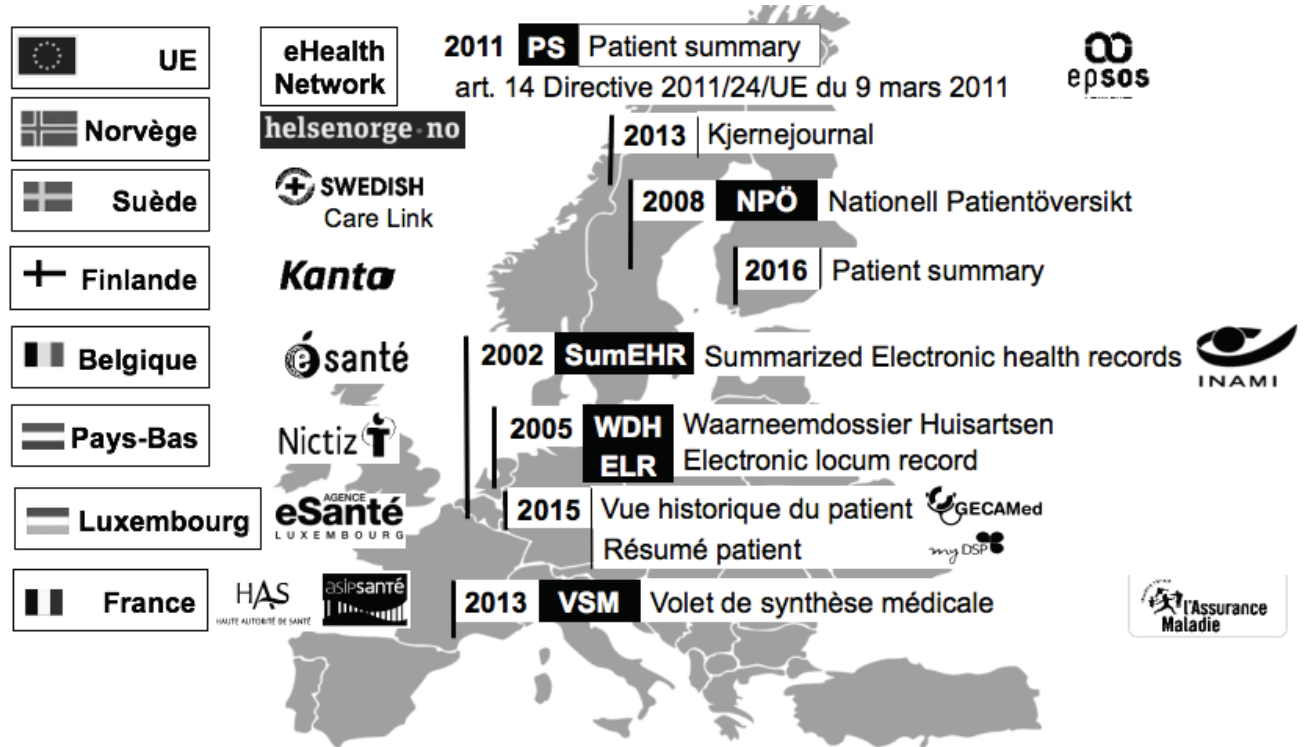 UE
eHealth
Network
2011 PS Patient summary
art. 14 Directive 2011/24/UE du 9 mars 2011
epsos
Norvège
helsenorge·no
2013 Kjernejournal
Suède
SWEDISH
Care Link
2008 NPÖ Nationell Patientöversikt
Finlande
Kanta
2016 Patient summary
Belgique
é santé
2002 SumEHR Summarized Electronic health records
INAMI
Pays-Bas
Nictiz
2005 WDH Waarneemdossier Huisartsen
ELR Electronic locum record
Luxembourg
AGENCE
eSanté
LUXEMBOURG
2015 Vue historique du patient
GECAMed
Résumé patient
my DSP
France
HAS
HAUTE AUTORITÉ DE SANTÉ
asipsanté
2013 VSM Volet de synthèse médicale
l'Assurance
Maladie